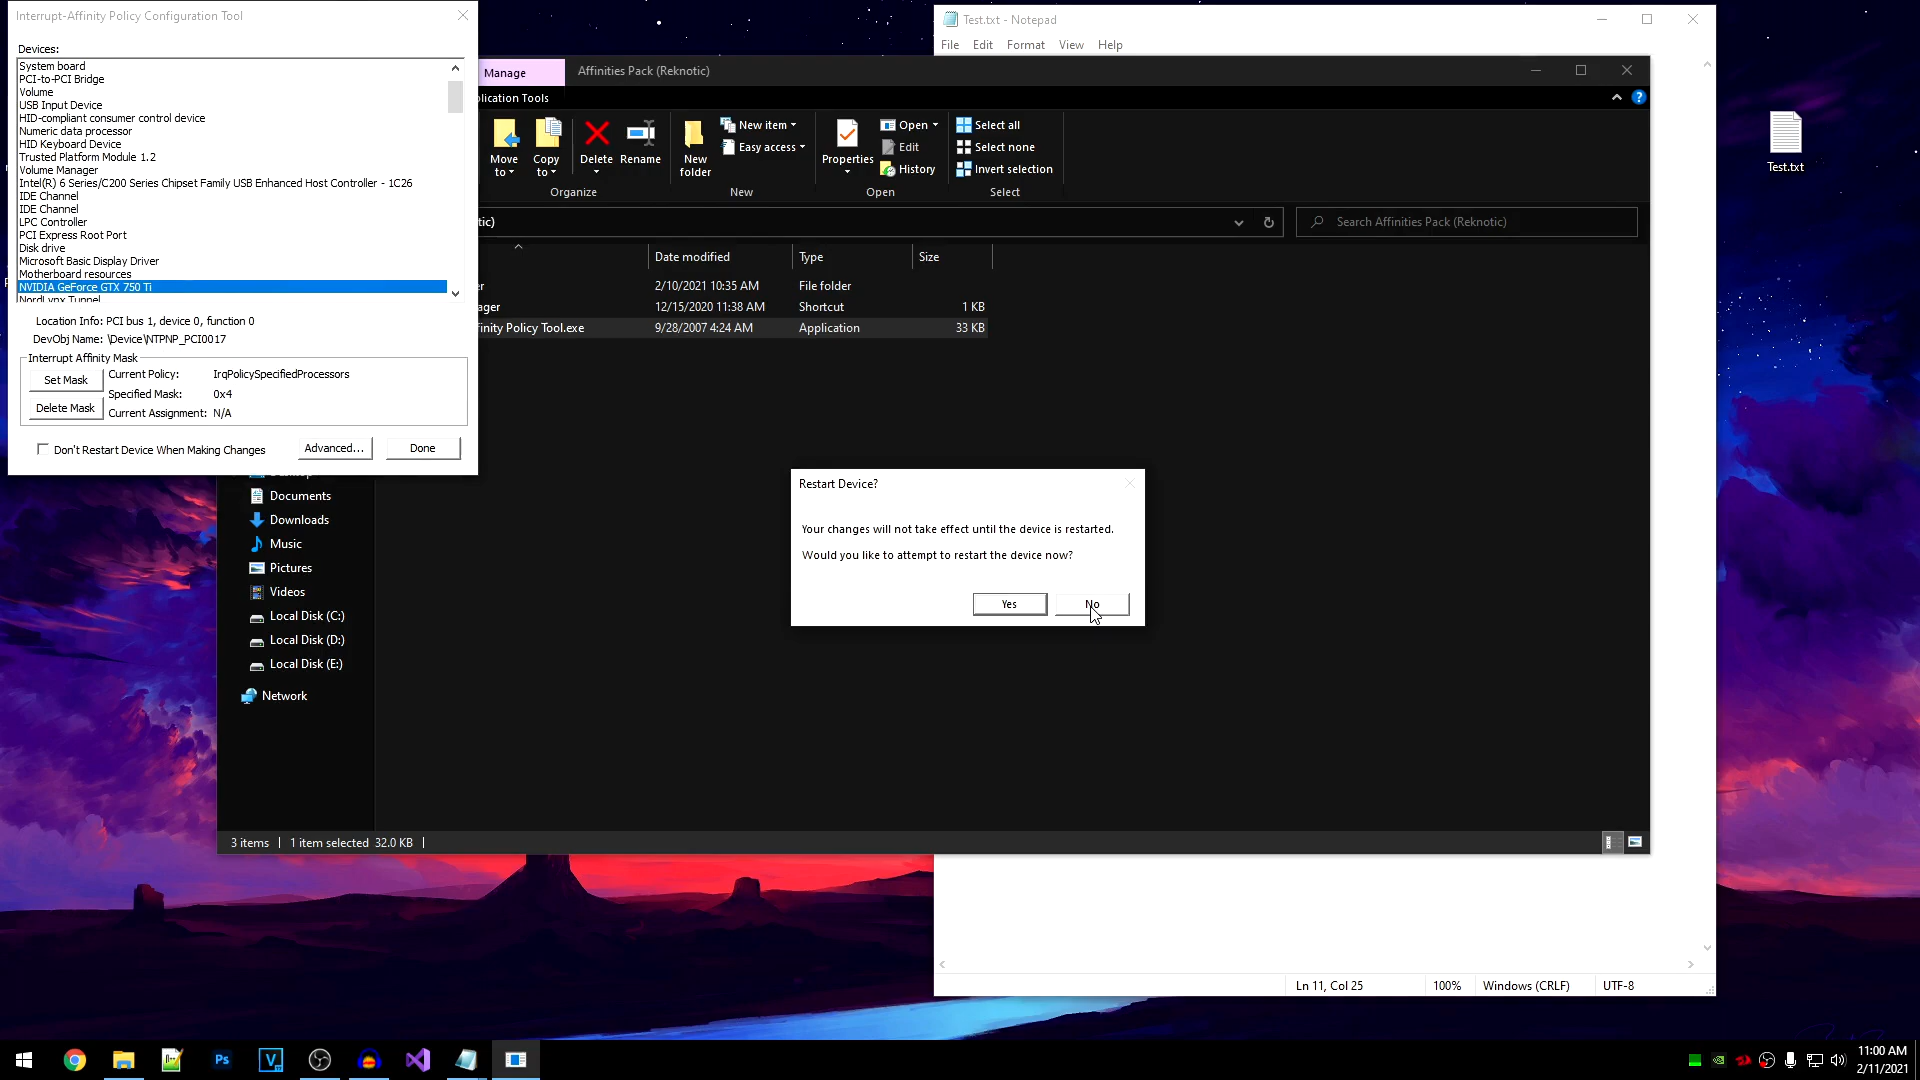 Interrupt-Affinity Policy Configuration Tool
Devices:
System board
PCI-to-PCI Bridge
Volume
USB Input Device
HID-compliant consumer control device
Numeric data processor
HID Keyboard Device
Trusted Platform Module 1.2
Volume Manager
Intel(R) 6 Series/C200 Series Chipset Family USB Enhanced Host Controller - 1C26
IDE Channel
IDE Channel
LPC Controller
PCI Express Root Port
Disk drive
Microsoft Basic Display Driver
Motherboard resources
NVIDIA GeForce GTX 750 Ti
NordLynx Tunnel
Location Info: PCI bus 1, device 0, function 0
DevObj Name: \Device\NTPNP_PCI0017
Interrupt Affinity Mask
Set Mask
Current Policy: IrqPolicySpecifiedProcessors
Specified Mask: 0x4
Delete Mask
Current Assignment: N/A
Don't Restart Device When Making Changes
Advanced...
Done
Test.txt - Notepad
File Edit Format View Help
Manage
Affinities Pack (Reknotic)
plication Tools
Move to
Copy to
Delete
Rename
Organize
New folder
New item
Easy access
New
Properties
Open
Edit
History
Open
Select all
Select none
Invert selection
Select
tic)
Search Affinities Pack (Reknotic)
Date modified Type Size
er 2/10/2021 10:35 AM File folder
ager 12/15/2020 11:38 AM Shortcut 1 KB
finity Policy Tool.exe 9/28/2007 4:24 AM Application 33 KB
Documents
Downloads
Music
Pictures
Videos
Local Disk (C:)
Local Disk (D:)
Local Disk (E:)
Network
3 items 1 item selected 32.0 KB
Restart Device?
Your changes will not take effect until the device is restarted.
Would you like to attempt to restart the device now?
Yes
No
Ln 11, Col 25 100% Windows (CRLF) UTF-8
Test.txt
Ps
V
11:00 AM
2/11/2021